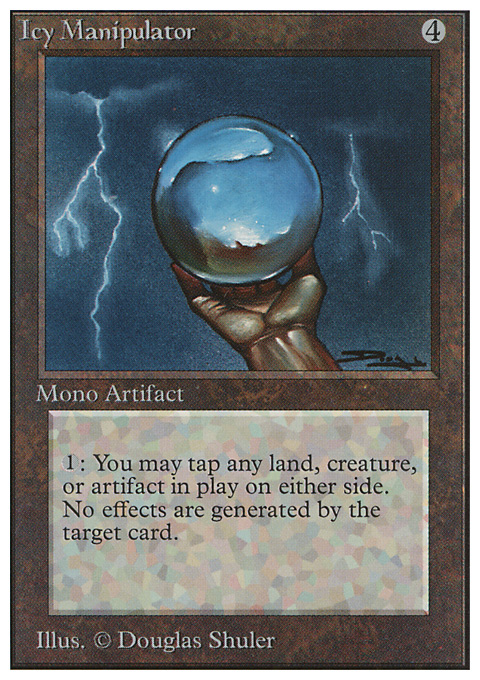 Icy Manipulator 4
Mono Artifact
1: You may tap any land, creature,
or artifact in play on either side.
No effects are generated by the
target card.
Illus. © Douglas Shuler